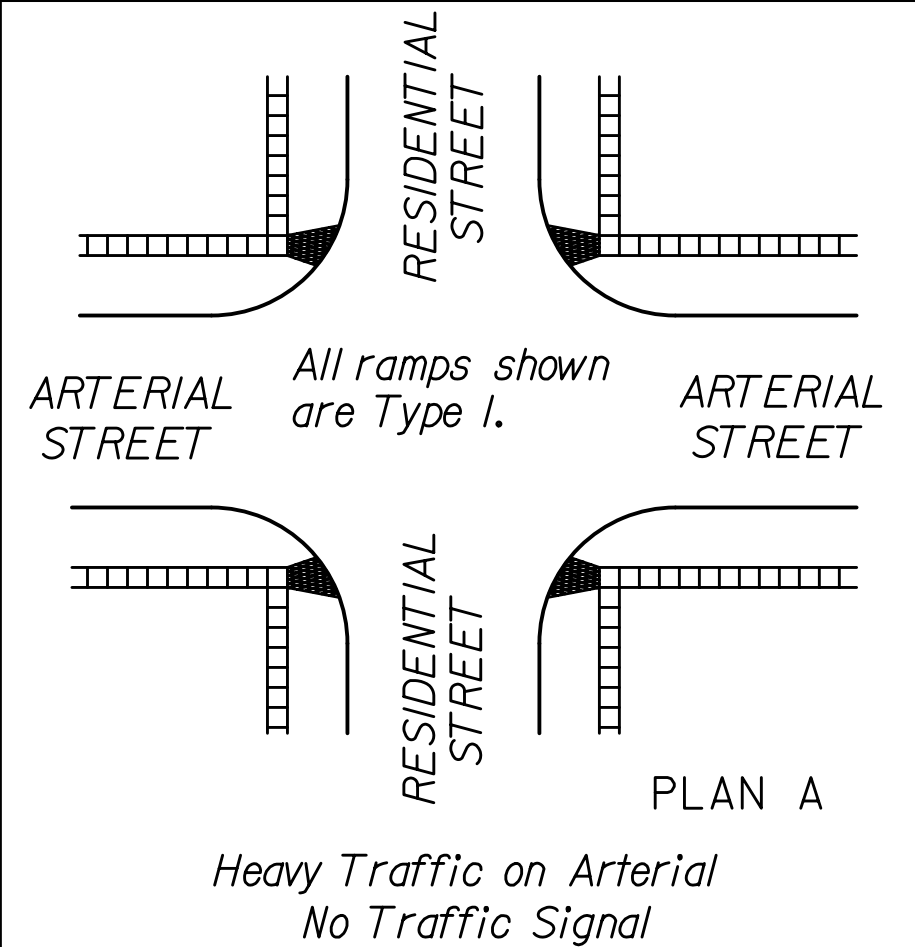 RESIDENTIAL
STREET
All ramps shown
are Type I.
ARTERIAL
STREET
ARTERIAL
STREET
RESIDENTIAL
STREET
PLAN A
Heavy Traffic on Arterial
No Traffic Signal